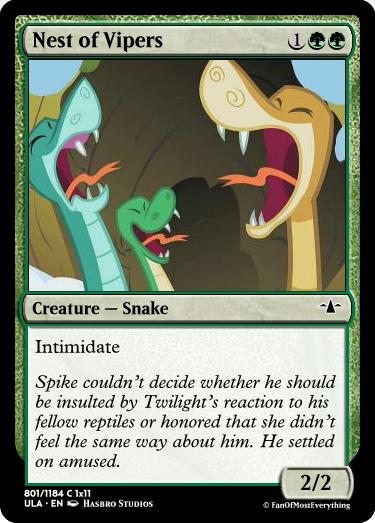 Nest of Vipers 1
Creature — Snake
Intimidate
Spike couldn't decide whether he should
be insulted by Twilight's reaction to his
fellow reptiles or honored that she didn't
feel the same way about him. He settled
on amused.
2/2
801/1184 C 1x11
ULA • EN Hasbro Studios
© FanOfMostEverything